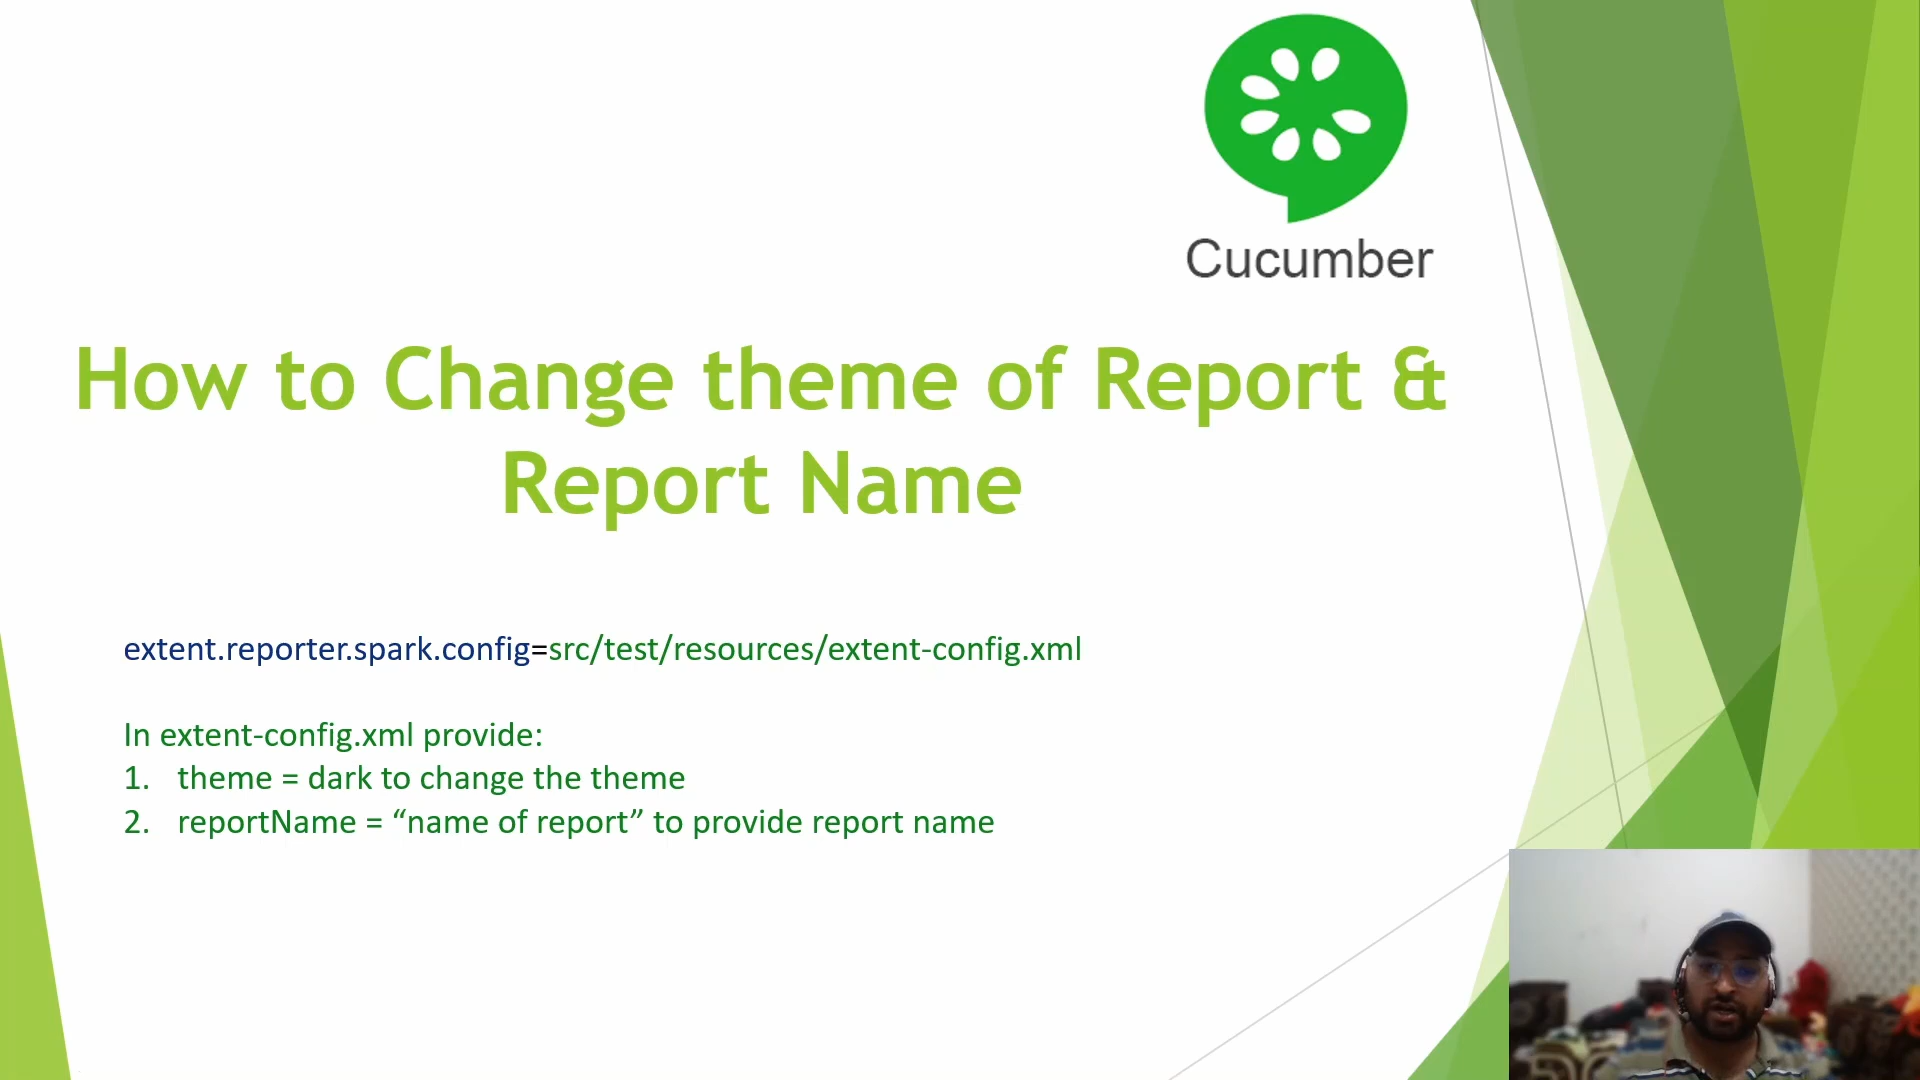 Cucumber
How to Change theme of Report &
Report Name
extent.reporter.spark.config=src/test/resources/extent-config.xml
In extent-config.xml provide:
1. theme = dark to change the theme
2. reportName = “name of report” to provide report name